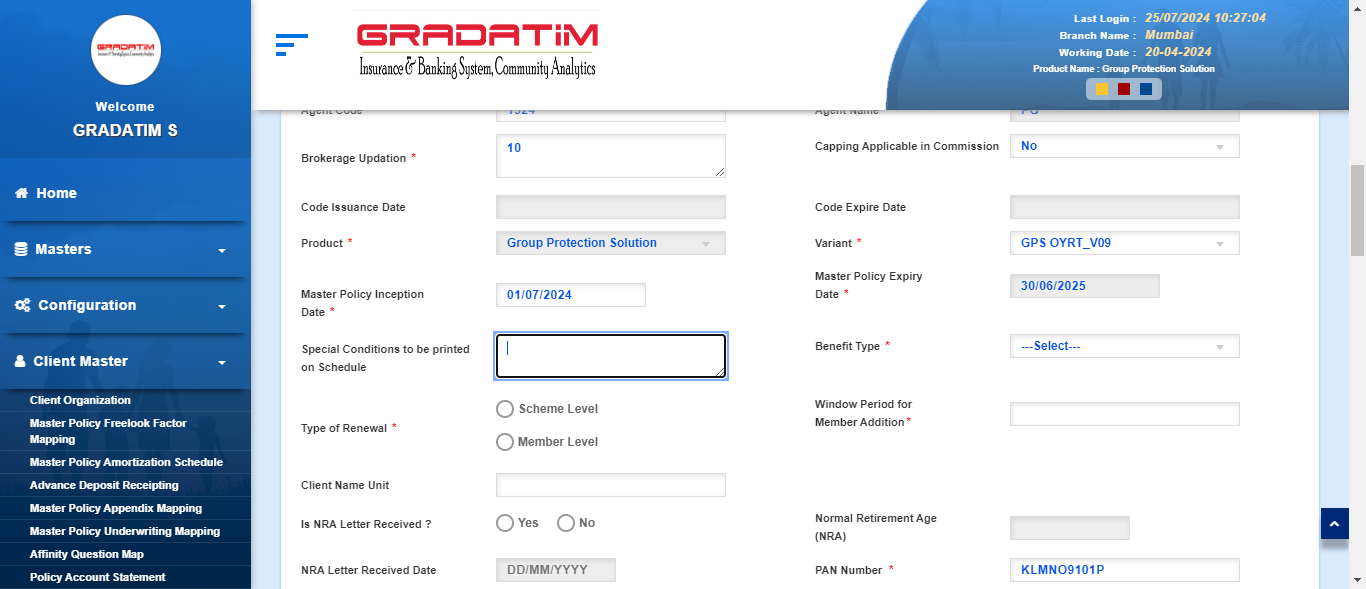 GRADATIM
Insurance & Banking System, Community Analytics
Welcome
GRADATIM S
Home
Masters
Configuration
Client Master
Client Organization
Master Policy Freelook Factor
Mapping
Master Policy Amortization Schedule
Advance Deposit Receipting
Master Policy Appendix Mapping
Master Policy Underwriting Mapping
Affinity Question Map
Policy Account Statement
GRADATIM
Insurance & Banking System, Community Analytics
Last Login : 25/07/2024 10:27:04
Branch Name : Mumbai
Working Date : 20-04-2024
Product Name : Group Protection Solution
Agent Code 1924 Agent Name PG
Brokerage Updation * 10 Capping Applicable in Commission No
Code Issuance Date Code Expire Date
Product * Group Protection Solution Variant * GPS OYRT_V09
Master Policy Inception
Date * 01/07/2024
Master Policy Expiry
Date * 30/06/2025
Special Conditions to be printed
on Schedule
Benefit Type * ---Select---
Type of Renewal *
Scheme Level
Member Level
Window Period for
Member Addition*
Client Name Unit
Is NRA Letter Received ? Yes No
Normal Retirement Age
(NRA)
NRA Letter Received Date DD/MM/YYYY PAN Number * KLMNO9101P